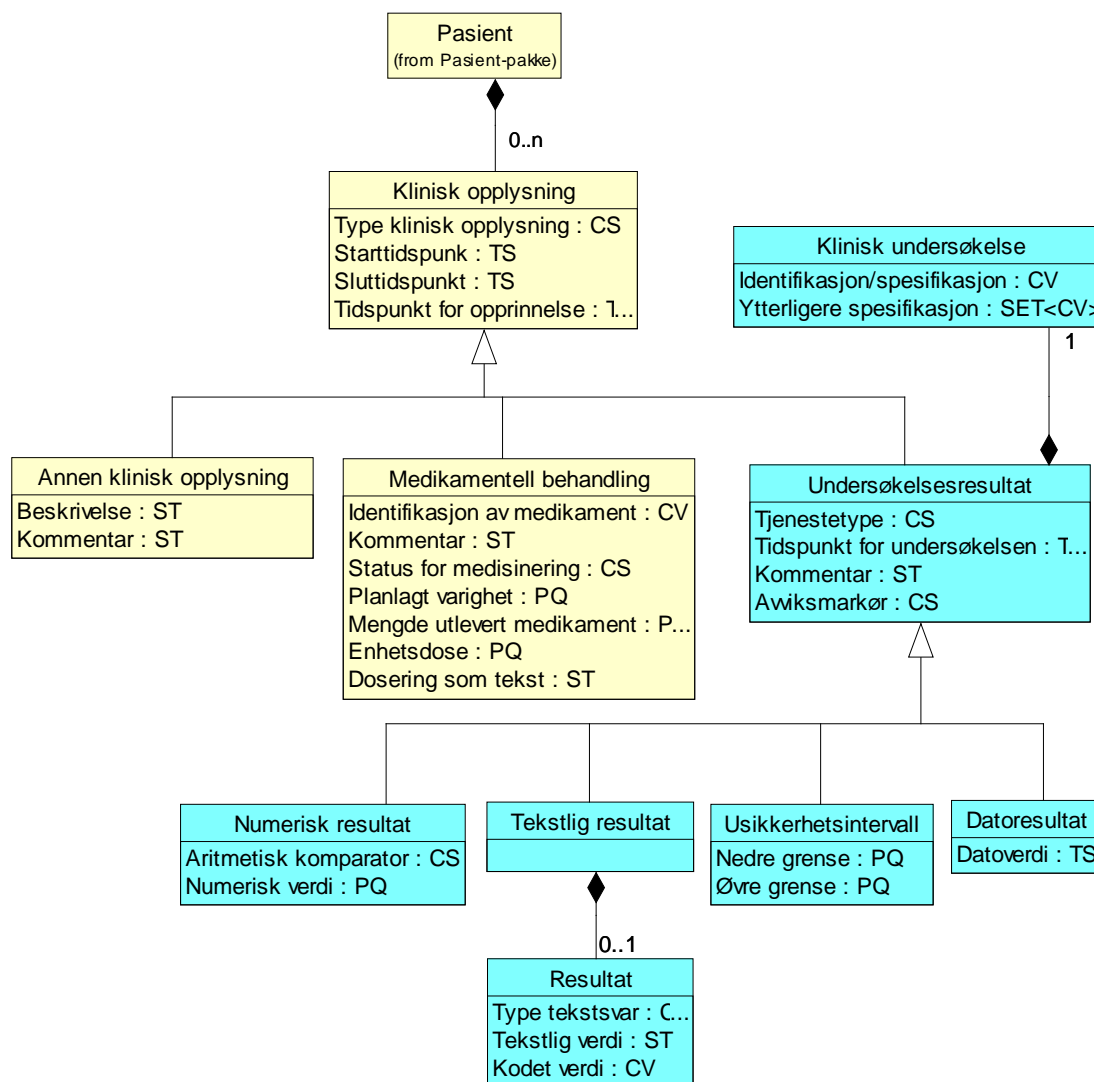 Pasient
(from Pasient-pakke)
0..n
Klinisk opplysning
Type klinisk opplysning : CS
Starttidspunk : TS
Sluttidspunkt : TS
Tidspunkt for opprinnelse : T...
Klinisk undersøkelse
Identifikasjon/spesifikasjon : CV
Ytterligere spesifikasjon : SET<CV>
1
Annen klinisk opplysning
Beskrivelse : ST
Kommentar : ST
Medikamentell behandling
Identifikasjon av medikament : CV
Kommentar : ST
Status for medisinering : CS
Planlagt varighet : PQ
Mengde utlevert medikament : P...
Enhetsdose : PQ
Dosering som tekst : ST
Undersøkelsesresultat
Tjenestetype : CS
Tidspunkt for undersøkelsen : T...
Kommentar : ST
Avviksmarkør : CS
Numerisk resultat
Aritmetisk komparator : CS
Numerisk verdi : PQ
Tekstlig resultat
Usikkerhetsintervall
Nedre grense : PQ
Øvre grense : PQ
Datoresultat
Datoverdi : TS
0..1
Resultat
Type tekstsvar : C...
Tekstlig verdi : ST
Kodet verdi : CV